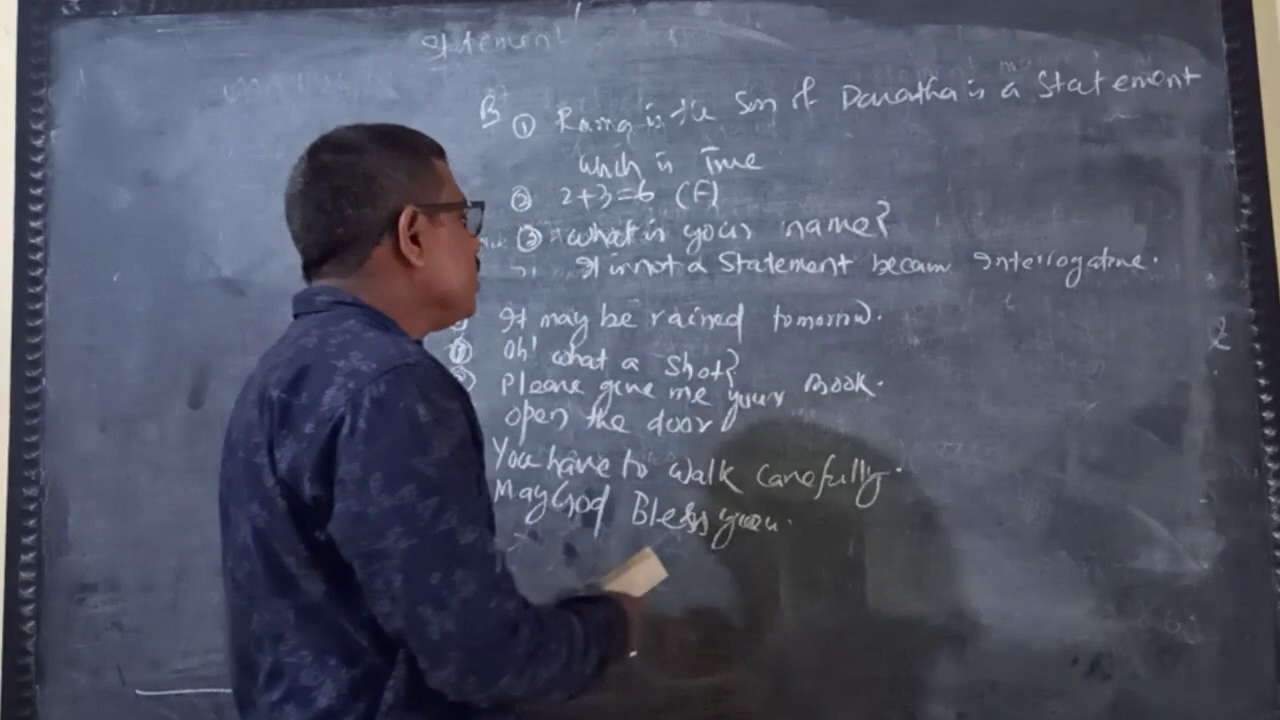 Statement
B ① Rama is the Son of Dasaratha is a Statement
which is True
② 2+3=6 (F)
③ What is your name?
It is not a Statement becaus Interrogative.
It may be rained tomorrow.
Oh! what a Shot?
Please give me your Book.
open the door
You have to walk carefully.
May God Bless you.